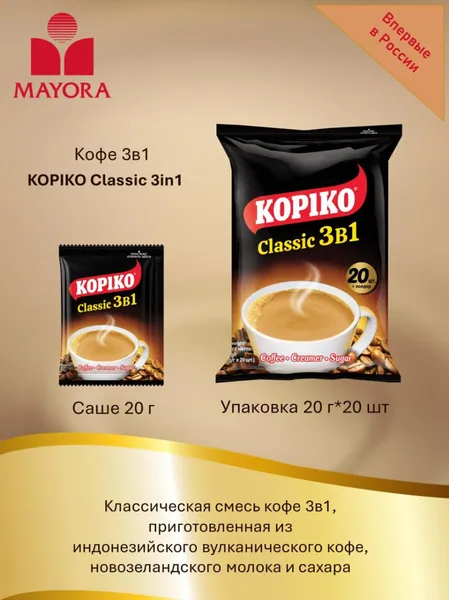 Впервые
в России
MAYORA
Кофе 3в1
KOPIKO Classic 3in1
KOPIKO
Classic 3В1
20 шт.
Coffee • Creamer • Sugar
KOPIKO
Classic 3В1
Coffee • Creamer • Sugar
Саше 20 г
Упаковка 20 г*20 шт
Классическая смесь кофе 3в1,
приготовленная из
индонезийского вулканического кофе,
новозеландского молока и сахара